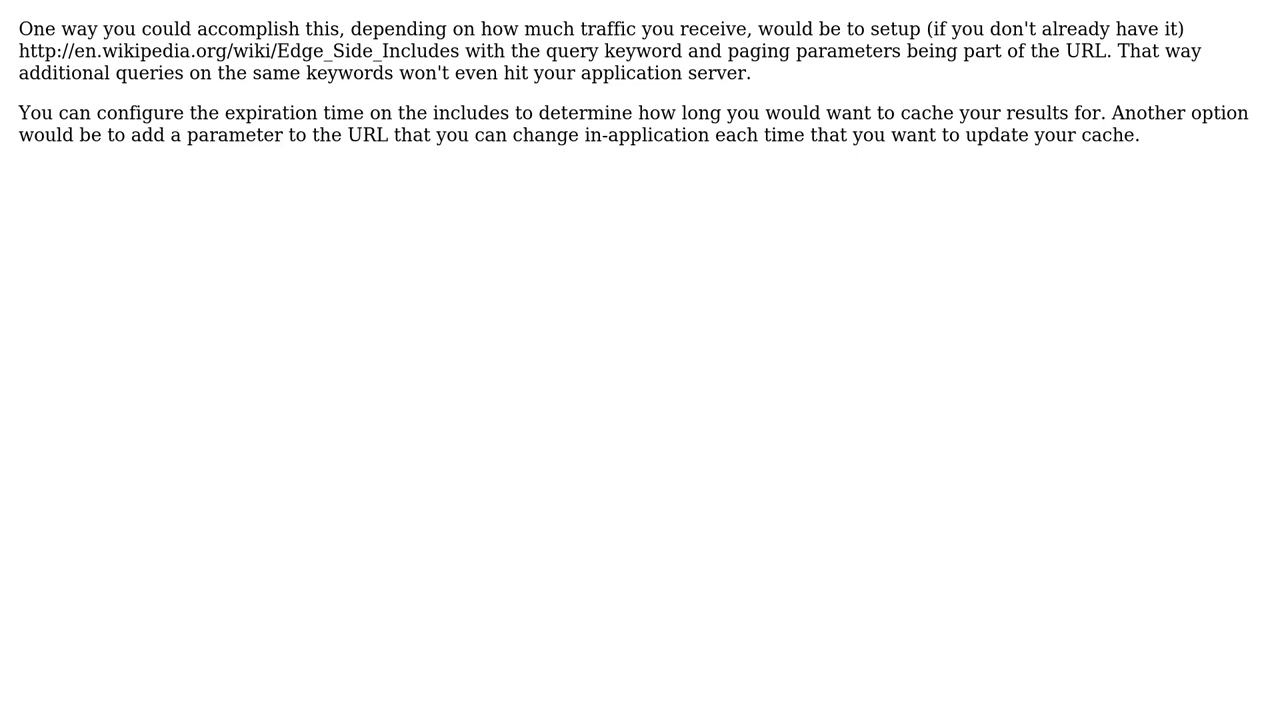 One way you could accomplish this, depending on how much traffic you receive, would be to setup (if you don't already have it)
http://en.wikipedia.org/wiki/Edge_Side_Includes with the query keyword and paging parameters being part of the URL. That way
additional queries on the same keywords won't even hit your application server.
You can configure the expiration time on the includes to determine how long you would want to cache your results for. Another option
would be to add a parameter to the URL that you can change in-application each time that you want to update your cache.